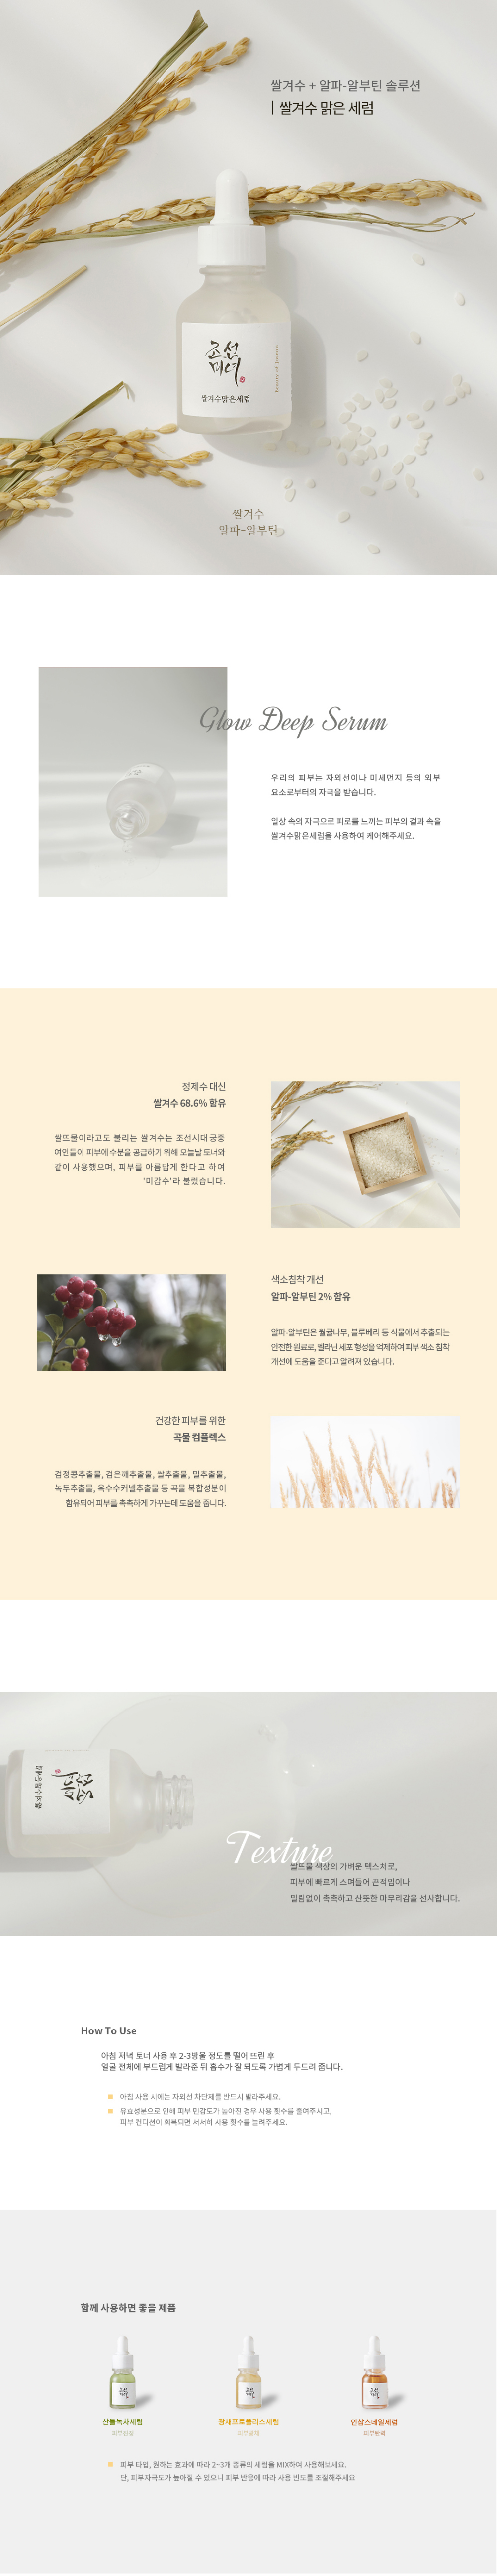 쌀겨수 + 알파-알부틴 솔루션
쌀겨수 맑은 세럼
조선
미녀
Beauty of Joseon
쌀겨수맑은세럼
쌀겨수
알파-알부틴
Glow Deep Serum
우리의 피부는 자외선이나 미세먼지 등의 외부
요소로부터의 자극을 받습니다.
일상 속의 자극으로 피로를 느끼는 피부의 겉과 속을
쌀겨수맑은세럼을 사용하여 케어해주세요.
정제수 대신
쌀겨수 68.6% 함유
쌀뜨물이라고도 불리는 쌀겨수는 조선시대 궁중
여인들이 피부에 수분을 공급하기 위해 오늘날 토너와
같이 사용했으며, 피부를 아름답게 한다고 하여
'미감수'라 불렀습니다.
색소침착 개선
알파-알부틴 2% 함유
알파-알부틴은 월귤나무, 블루베리 등 식물에서 추출되는
안전한 원료로, 멜라닌 세포 형성을 억제하여 피부 색소 침착
개선에 도움을 준다고 알려져 있습니다.
건강한 피부를 위한
곡물 컴플렉스
검정콩추출물, 검은깨추출물, 쌀추출물, 밀추출물,
녹두추출물, 옥수수커넬추출물 등 곡물 복합성분이
함유되어 피부를 촉촉하게 가꾸는데 도움을 줍니다.
조선
미녀
쌀겨수맑은세럼
Texture
쌀뜨물 색상의 가벼운 텍스처로,
피부에 빠르게 스며들어 끈적임이나
밀림없이 촉촉하고 산뜻한 마무리감을 선사합니다.
How To Use
아침 저녁 토너 사용 후 2-3방울 정도를 떨어 뜨린 후
얼굴 전체에 부드럽게 발라준 뒤 흡수가 잘 되도록 가볍게 두드려 줍니다.
아침 사용 시에는 자외선 차단제를 반드시 발라주세요.
유효성분으로 인해 피부 민감도가 높아진 경우 사용 횟수를 줄여주시고,
피부 컨디션이 회복되면 서서히 사용 횟수를 늘려주세요.
함께 사용하면 좋을 제품
조선
미녀
조선
미녀
조선
미녀
산들녹차세럼
광채프로폴리스세럼
인삼스네일세럼
피부진정
피부광채
피부탄력
피부 타입, 원하는 효과에 따라 2~3개 종류의 세럼을 MIX하여 사용해보세요.
단, 피부자극도가 높아질 수 있으니 피부 반응에 따라 사용 빈도를 조절해주세요